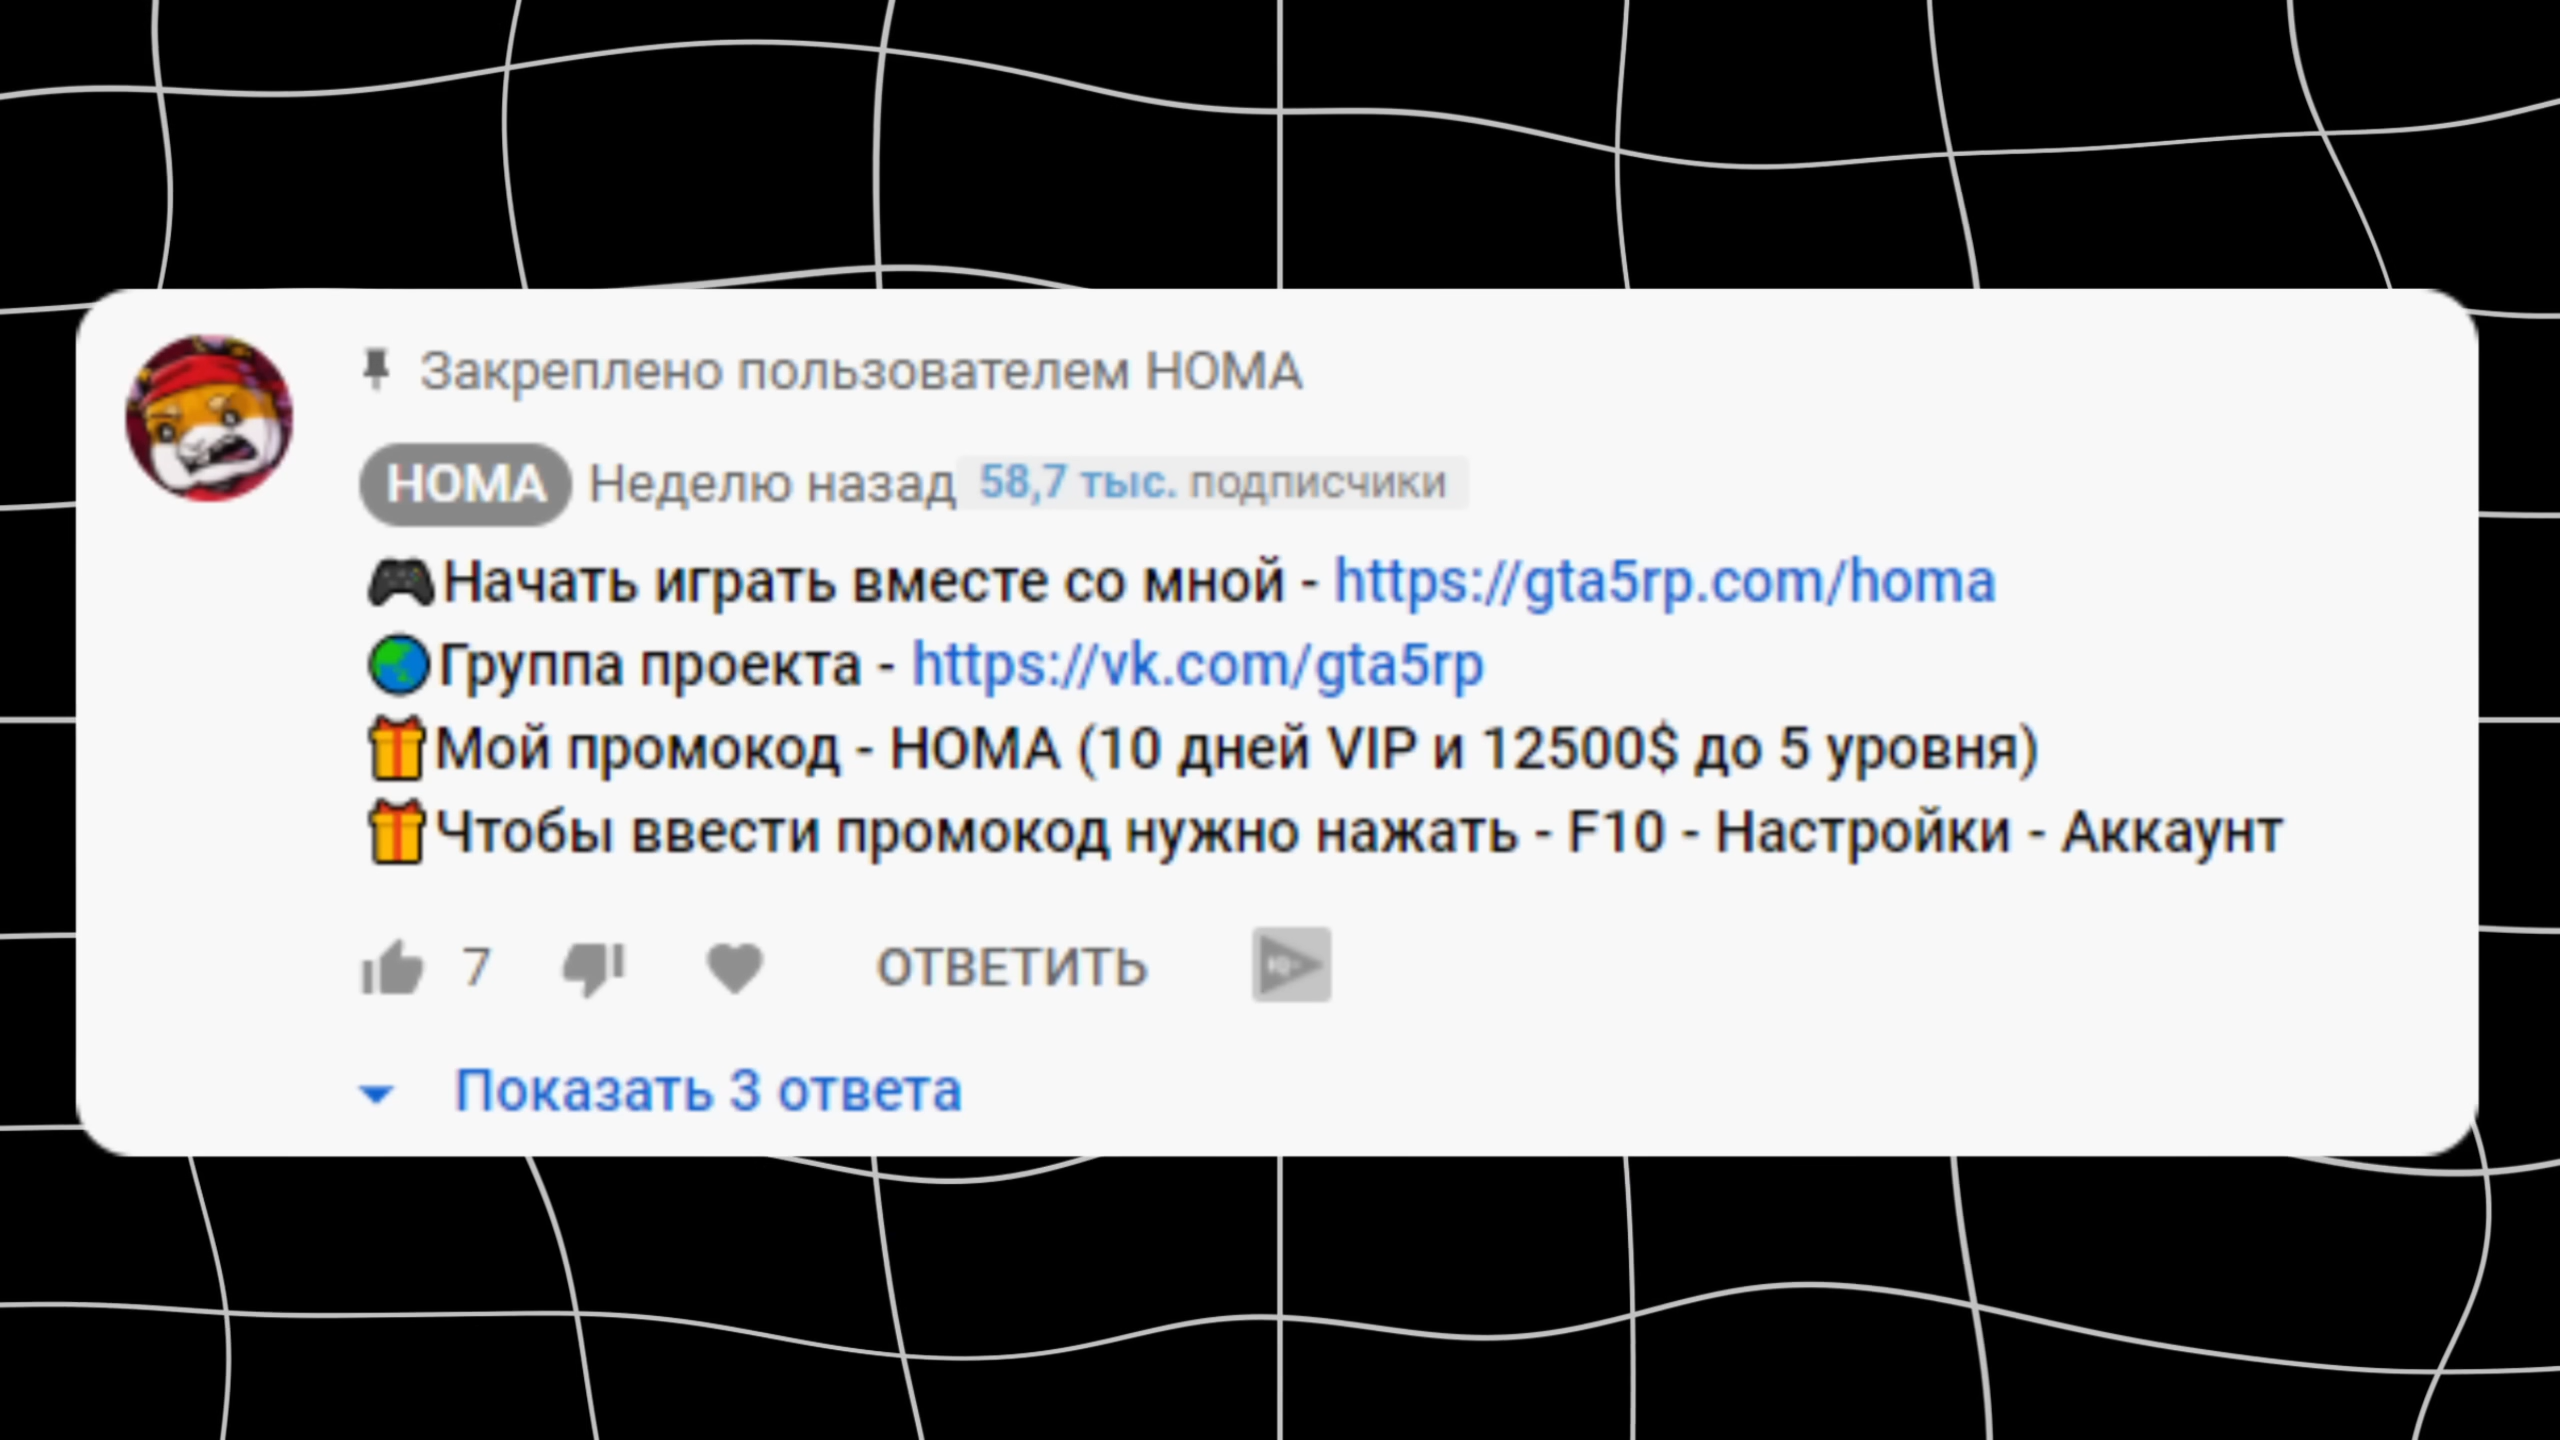 Закреплено пользователем HOMA
HOMA Неделю назад 58,7 тыс. подписчики
🎮Начать играть вместе со мной - https://gta5rp.com/homa
🌏Группа проекта - https://vk.com/gta5rp
🎁Мой промокод - HOMA (10 дней VIP и 12500$ до 5 уровня)
🎁Чтобы ввести промокод нужно нажать - F10 - Настройки - Аккаунт
7 ОТВЕТИТЬ
Показать 3 ответа